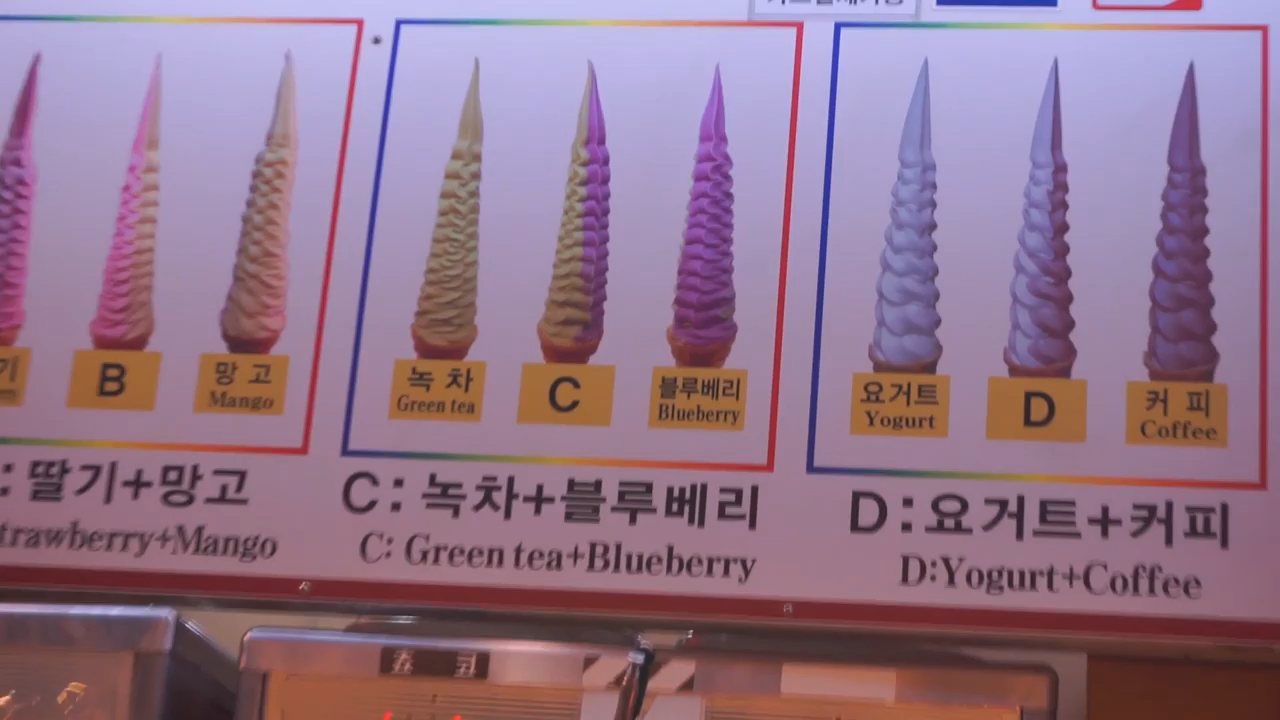 기
B
망고
Mango
녹차
Green tea
C
블루베리
Blueberry
요거트
Yogurt
D
커피
Coffee
: 딸기+망고
trawberry+Mango
C: 녹차+블루베리
C: Green tea+Blueberry
D:요거트+커피
D:Yogurt+Coffee
초코